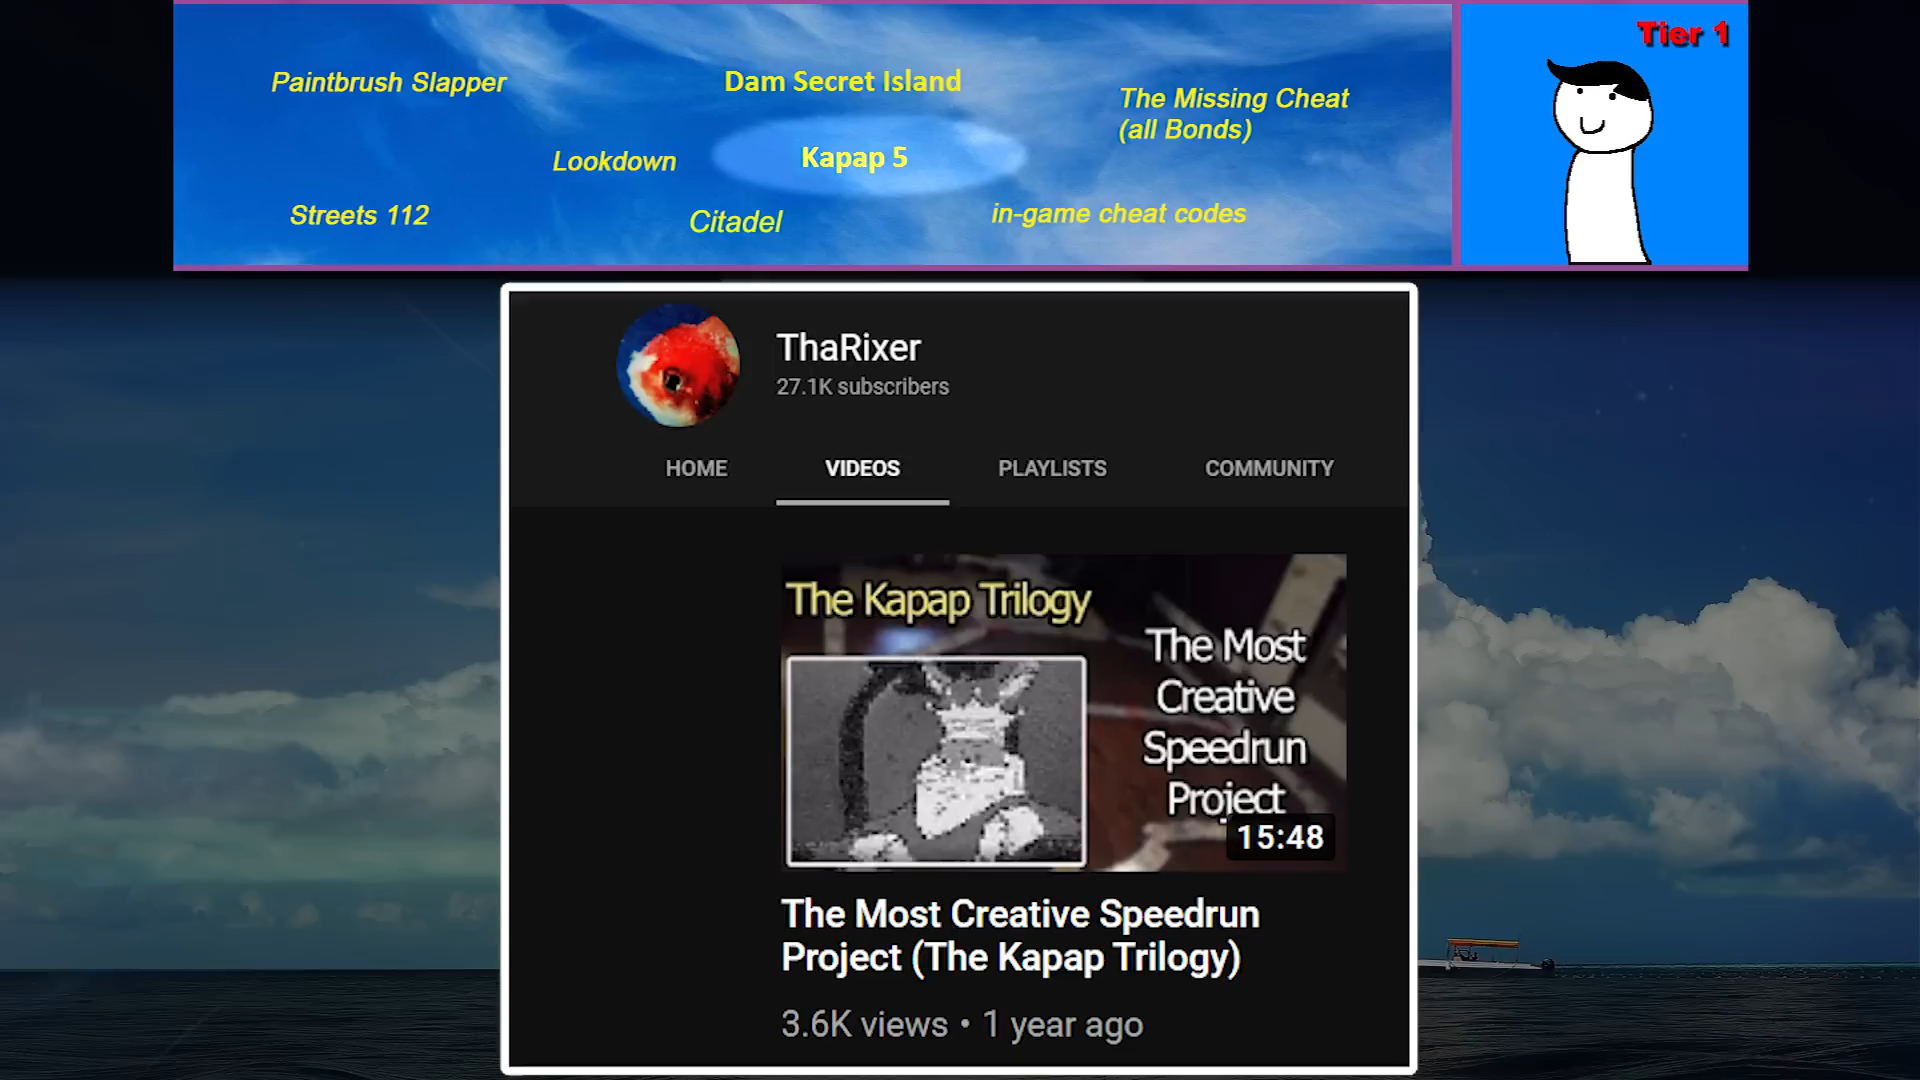 Tier 1
Paintbrush Slapper
Dam Secret Island
The Missing Cheat
(all Bonds)
Lookdown
Kapap 5
Streets 112
Citadel
in-game cheat codes
ThaRixer
27.1K subscribers
HOME
VIDEOS
PLAYLISTS
COMMUNITY
The Kapap Trilogy
The Most
Creative
Speedrun
Project
15:48
The Most Creative Speedrun
Project (The Kapap Trilogy)
3.6K views • 1 year ago